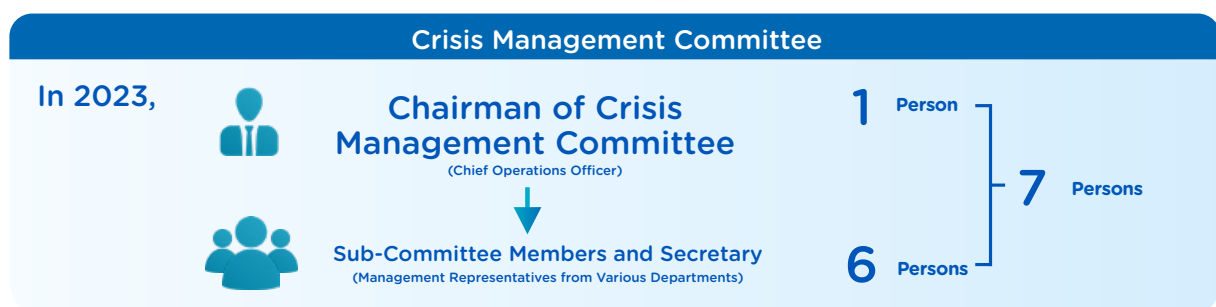 Crisis Management Committee
In 2023,
Chairman of Crisis
Management Committee
(Chief Operations Officer)
1 Person
7 Persons
Sub-Committee Members and Secretary
(Management Representatives from Various Departments)
6 Persons